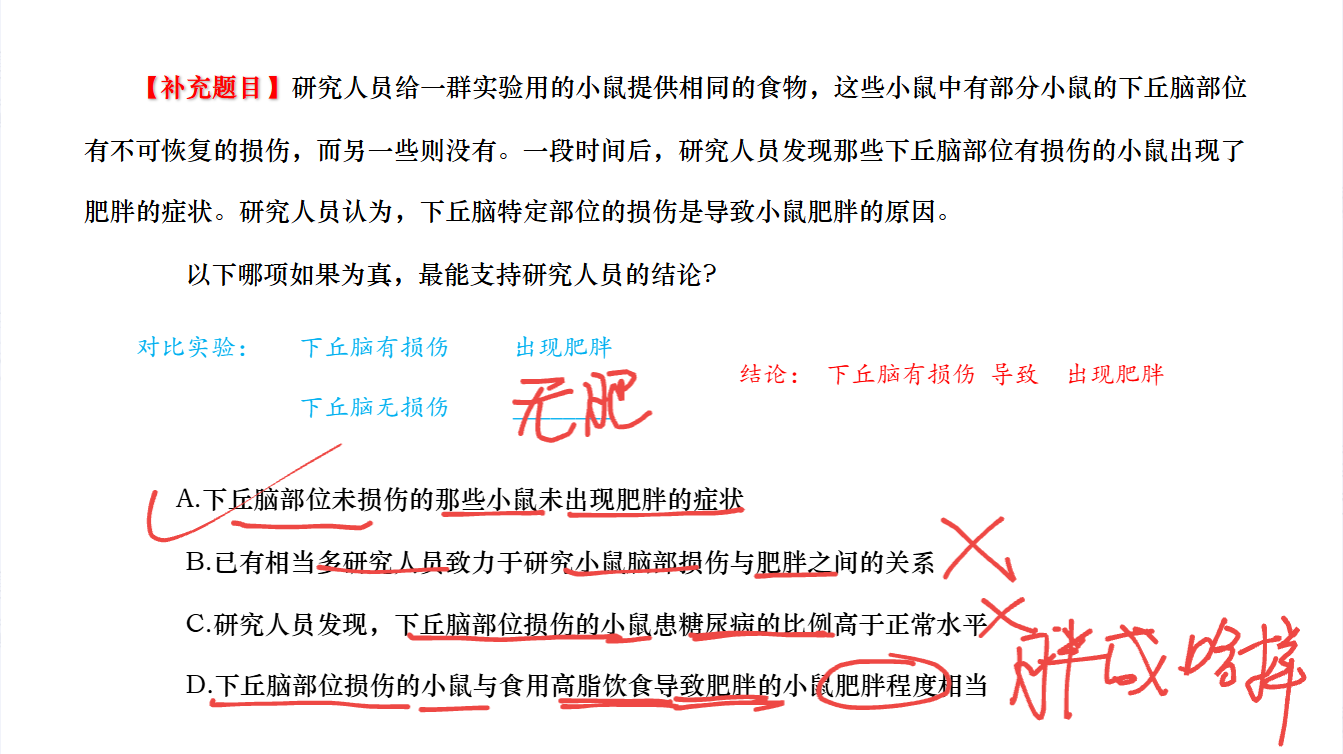 【补充题目】研究人员给一群实验用的小鼠提供相同的食物，这些小鼠中有部分小鼠的下丘脑部位
有不可恢复的损伤，而另一些则没有。一段时间后，研究人员发现那些下丘脑部位有损伤的小鼠出现了
肥胖的症状。研究人员认为，下丘脑特定部位的损伤是导致小鼠肥胖的原因。
以下哪项如果为真，最能支持研究人员的结论？
对比实验： 下丘脑有损伤 出现肥胖
结论： 下丘脑有损伤 导致 出现肥胖
下丘脑无损伤 无肥
A.下丘脑部位未损伤的那些小鼠未出现肥胖的症状
B.已有相当多研究人员致力于研究小鼠脑部损伤与肥胖之间的关系
C.研究人员发现，下丘脑部位损伤的小鼠患糖尿病的比例高于正常水平
D.下丘脑部位损伤的小鼠与食用高脂饮食导致肥胖的小鼠肥胖程度相当
胖成